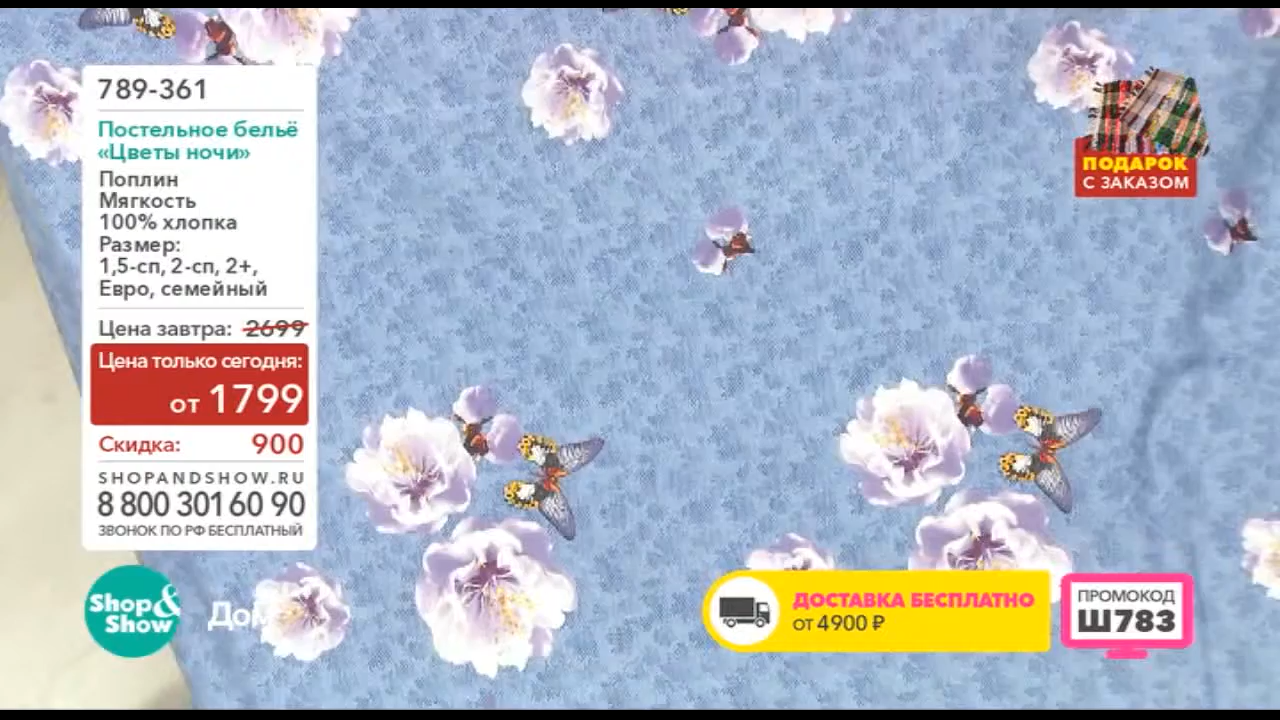 789-361
Постельное бельё
«Цветы ночи»
Поплин
Мягкость
100% хлопка
Размер:
1,5-сп, 2-сп, 2+,
Евро, семейный
Цена завтра: 2699
Цена только сегодня:
от 1799
Скидка: 900
SHOPANDSHOW.RU
8 800 301 60 90
ЗВОНОК ПО РФ БЕСПЛАТНЫЙ
Shop&
Show
Дом
ПОДАРОК
С ЗАКАЗОМ
ДОСТАВКА БЕСПЛАТНО
от 4900 ₽
ПРОМОКОД
Ш783